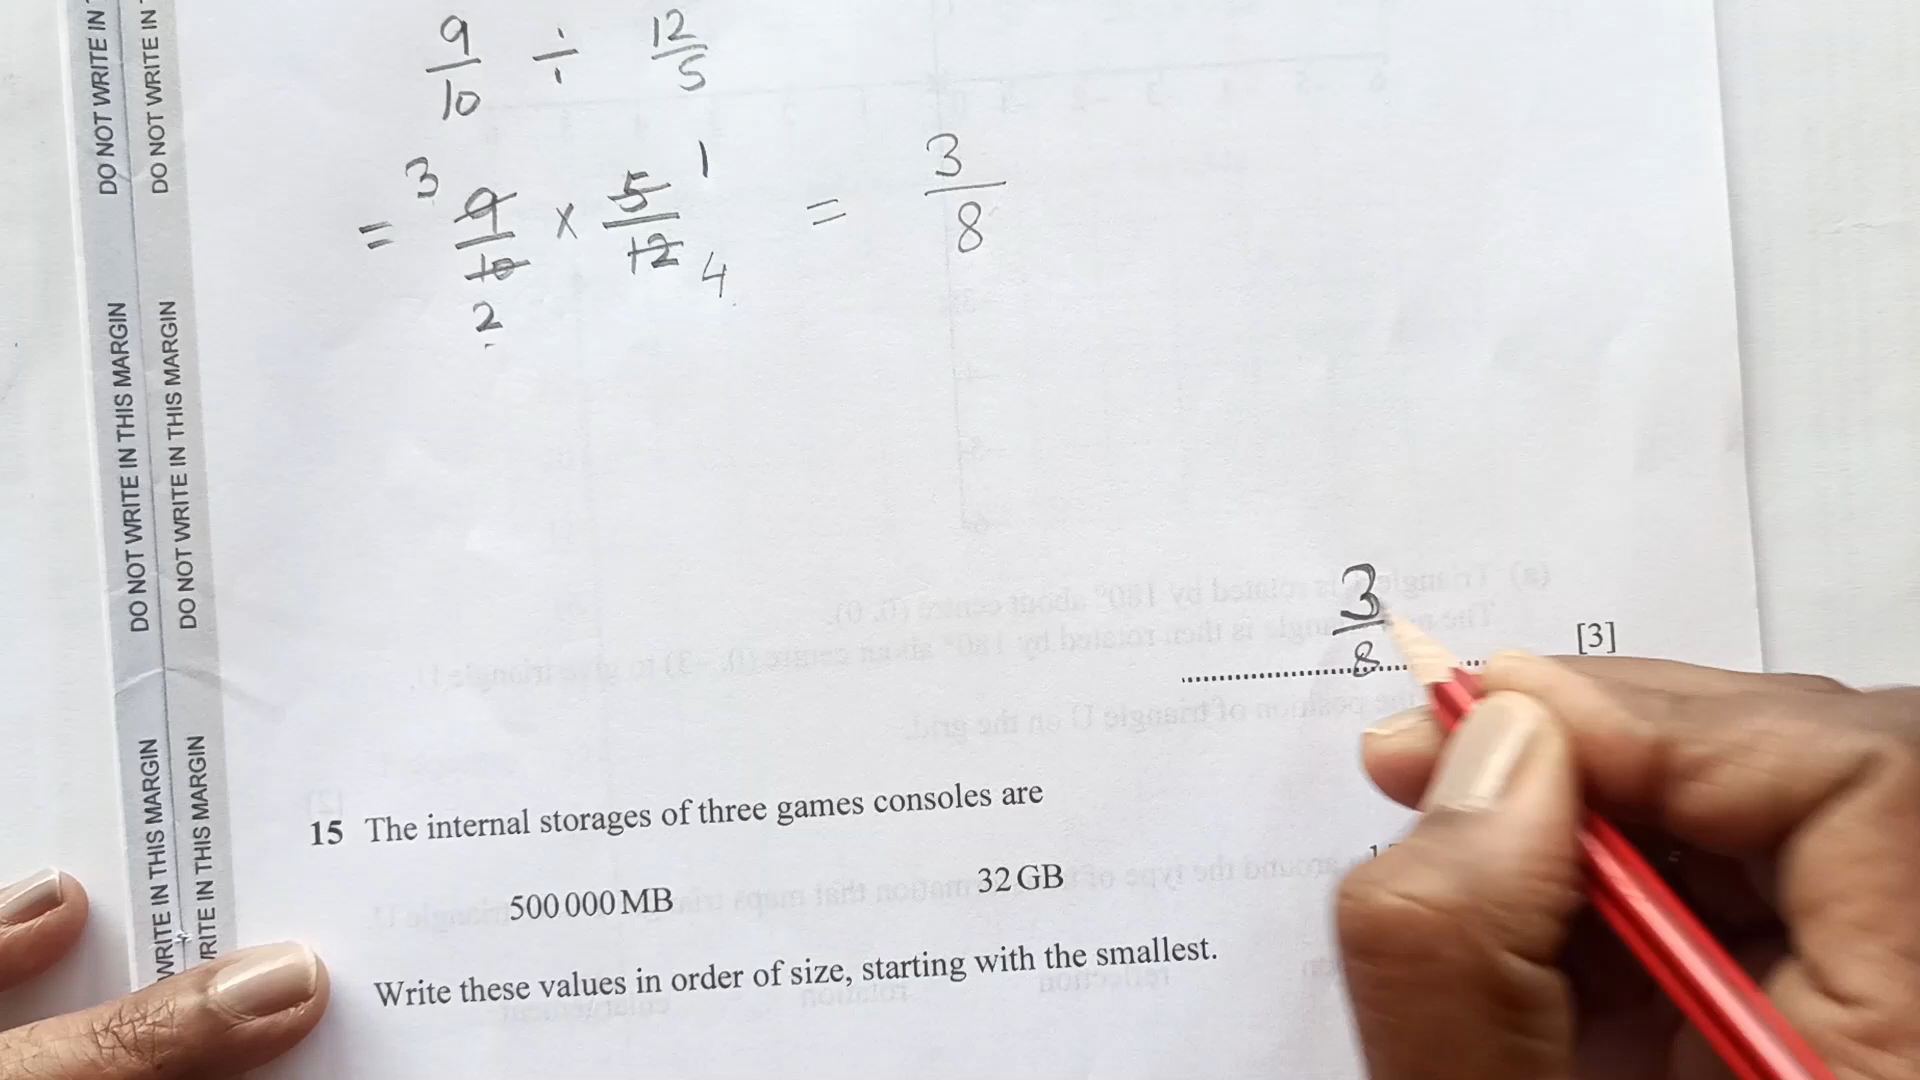 9/10 ÷ 12/5
= 3 9/10 2 × 5/12 1 4 = 3/8
3/8 [3]
15 The internal storages of three games consoles are
500 000 MB 32 GB
Write these values in order of size, starting with the smallest.
DO NOT WRITE IN
DO NOT WRITE IN
DO NOT WRITE IN THIS MARGIN
DO NOT WRITE IN THIS MARGIN
WRITE IN THIS MARGIN
WRITE IN THIS MARGIN